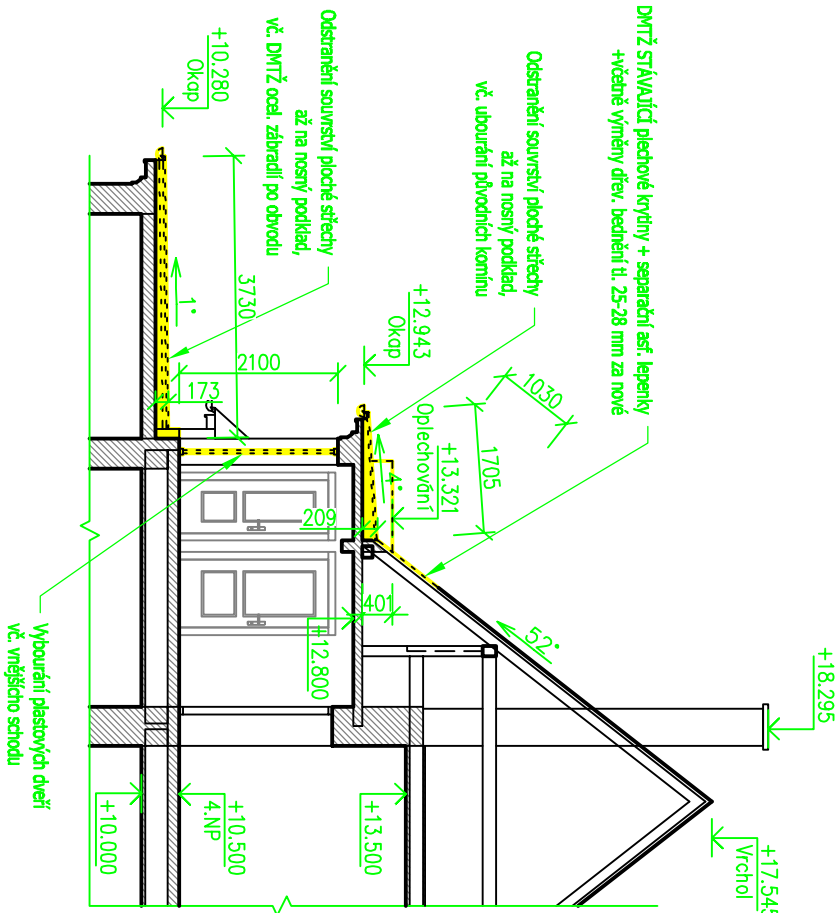 DMTŽ STÁVAJÍCÍ plechové krytiny + separační asf. lepenky
+včetně výměny dřev. bednění tl. 25-28 mm za nové
Odstranění souvrství ploché střechy
až na nosný podklad,
vč. ubourání původních komínu
Odstranění souvrství ploché střechy
až na nosný podklad,
vč. DMTŽ ocel. zábradlí po obvodu
+10.280
Okap
+12.943
Okap
+13.321
Oplechování
1030
1705
3730
2100
173
1°
4°
209
401
52°
+12.800
+18.295
+17.545
Vrchol
+13.500
+10.500
4.NP
+10.000
Vybourání plastových dveří
vč. vnějšícho schodu